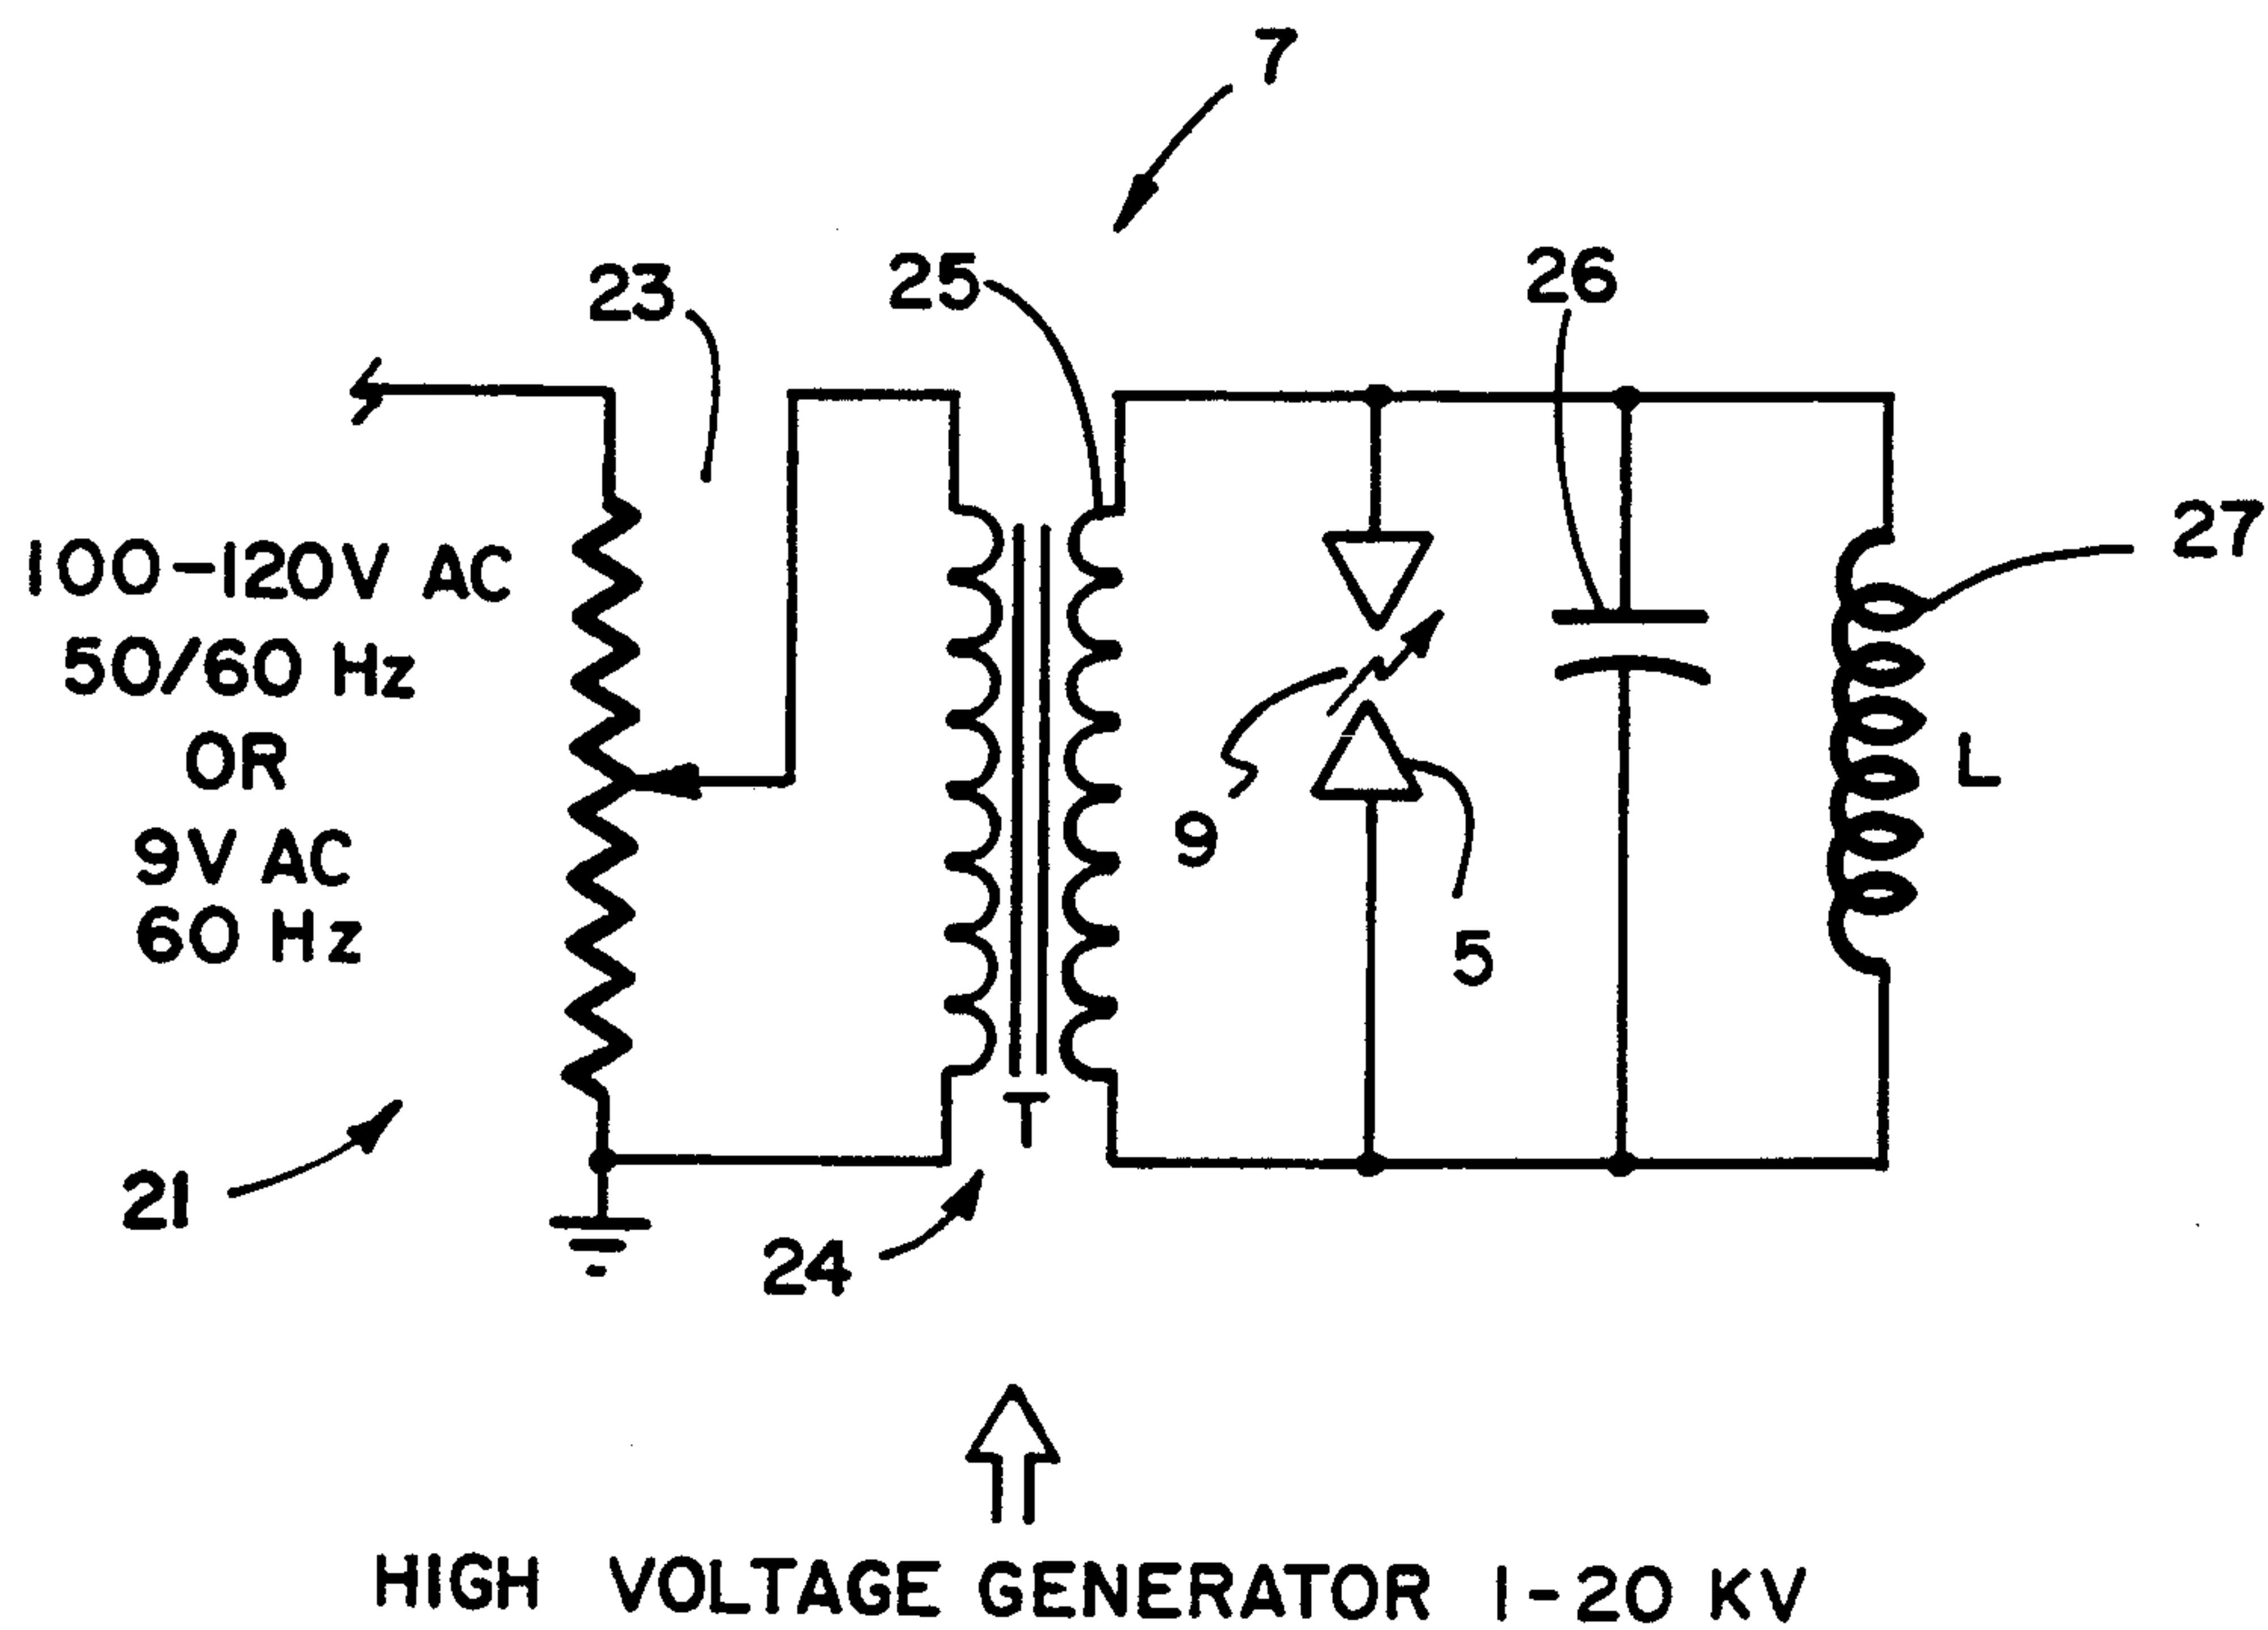 7
23
25
26
27
100-120V AC
50/60 Hz
OR
9V AC
60 Hz
L
9
5
T
21
24
HIGH VOLTAGE GENERATOR 1-20 KV